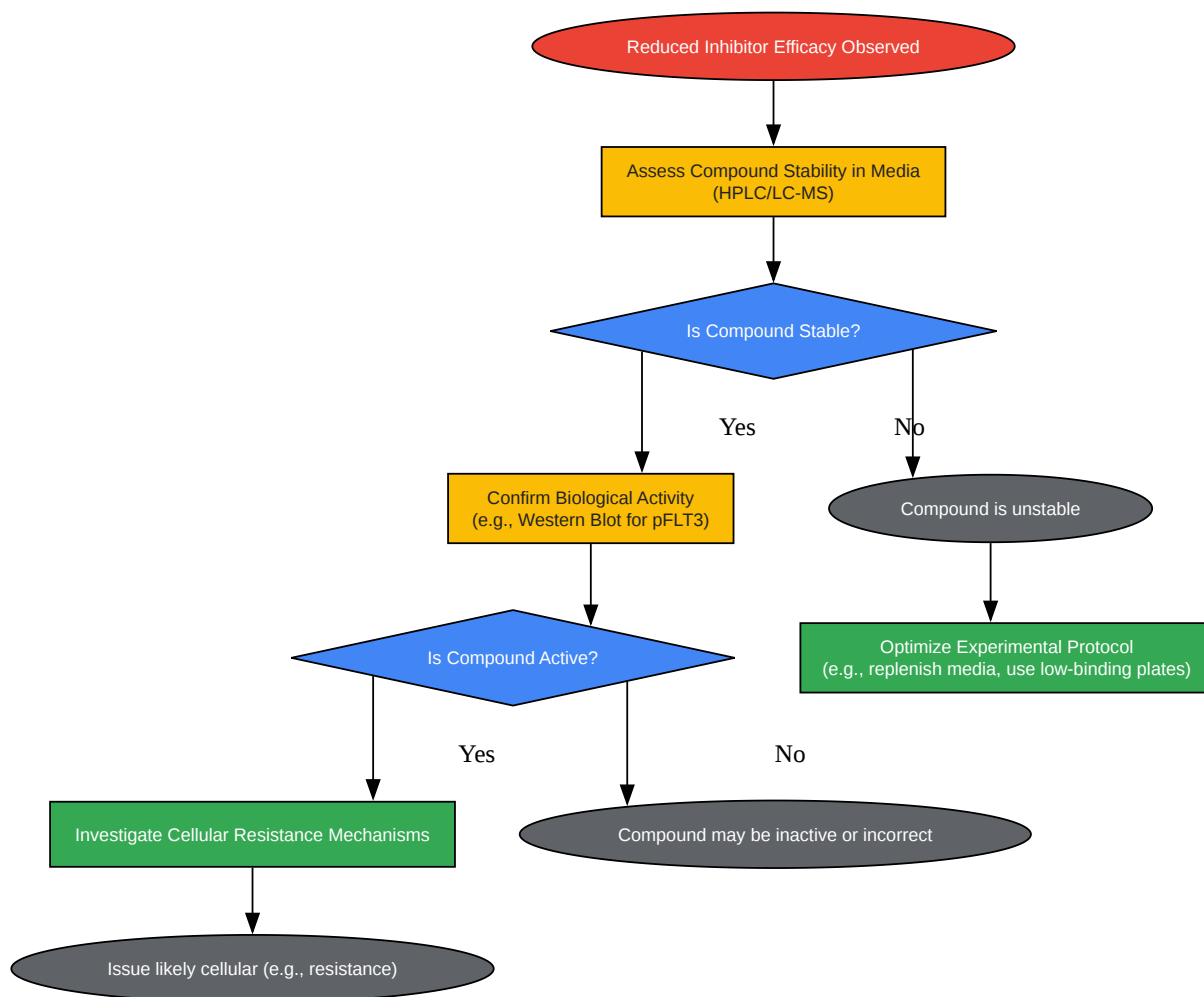 Reduced Inhibitor Efficacy Observed
Assess Compound Stability in Media
(HPLC/LC-MS)
Is Compound Stable?
Yes
No
Confirm Biological Activity
(e.g., Western Blot for pFLT3)
Compound is unstable
Optimize Experimental Protocol
(e.g., replenish media, use low-binding plates)
Is Compound Active?
Yes
No
Investigate Cellular Resistance Mechanisms
Compound may be inactive or incorrect
Issue likely cellular (e.g., resistance)